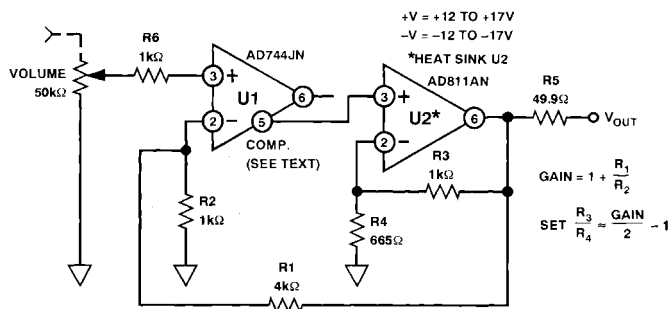 +V = +12 TO +17V
−V = −12 TO −17V
*HEAT SINK U2
R6
1kΩ
AD744JN
AD811AN
VOLUME
50kΩ
3
+
U1
6
2
−
5
COMP.
(SEE TEXT)
3
+
U2*
6
2
−
R5
49.9Ω
VOUT
R3
1kΩ
R2
1kΩ
R4
665Ω
R1
4kΩ
GAIN = 1 + R1/R2
SET R3/R4 ≈ GAIN/2 − 1